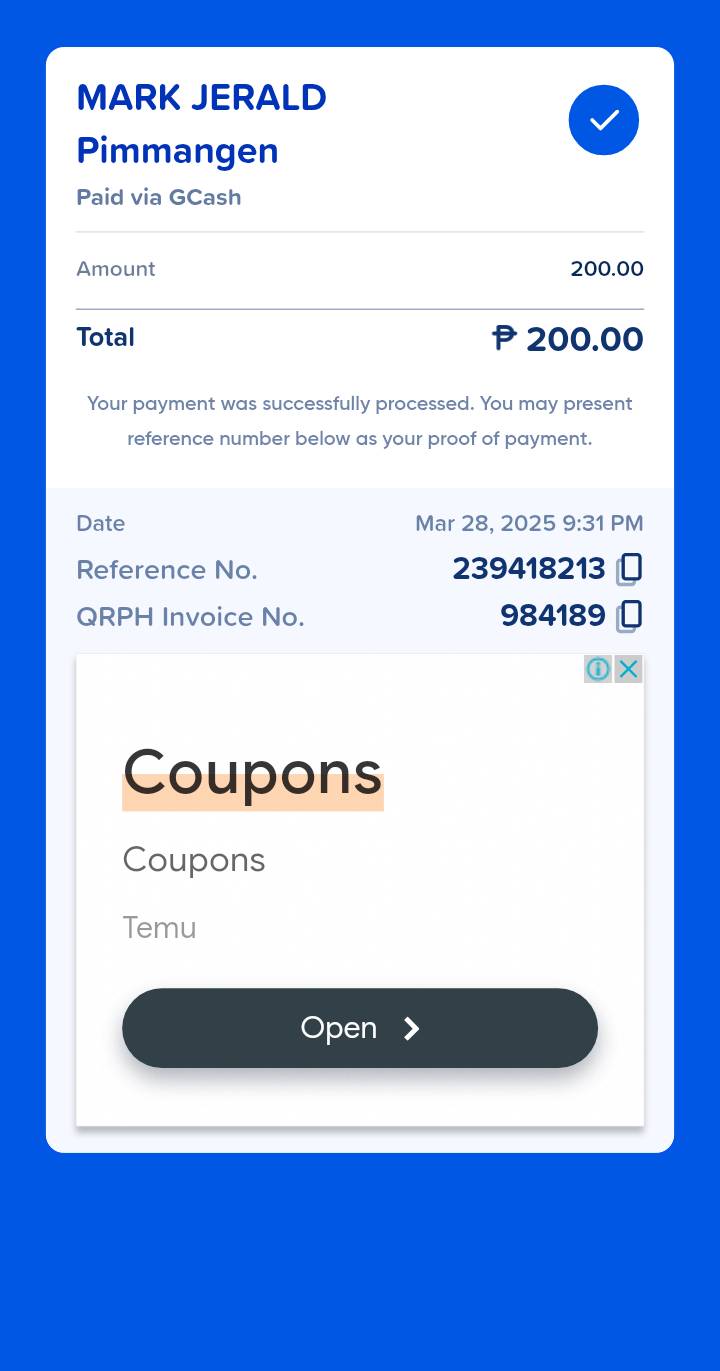 MARK JERALD
Pimmangen
Paid via GCash
Amount 200.00
Total ₱ 200.00
Your payment was successfully processed. You may present
reference number below as your proof of payment.
Date Mar 28, 2025 9:31 PM
Reference No. 239418213
QRPH Invoice No. 984189
Coupons
Coupons
Temu
Open